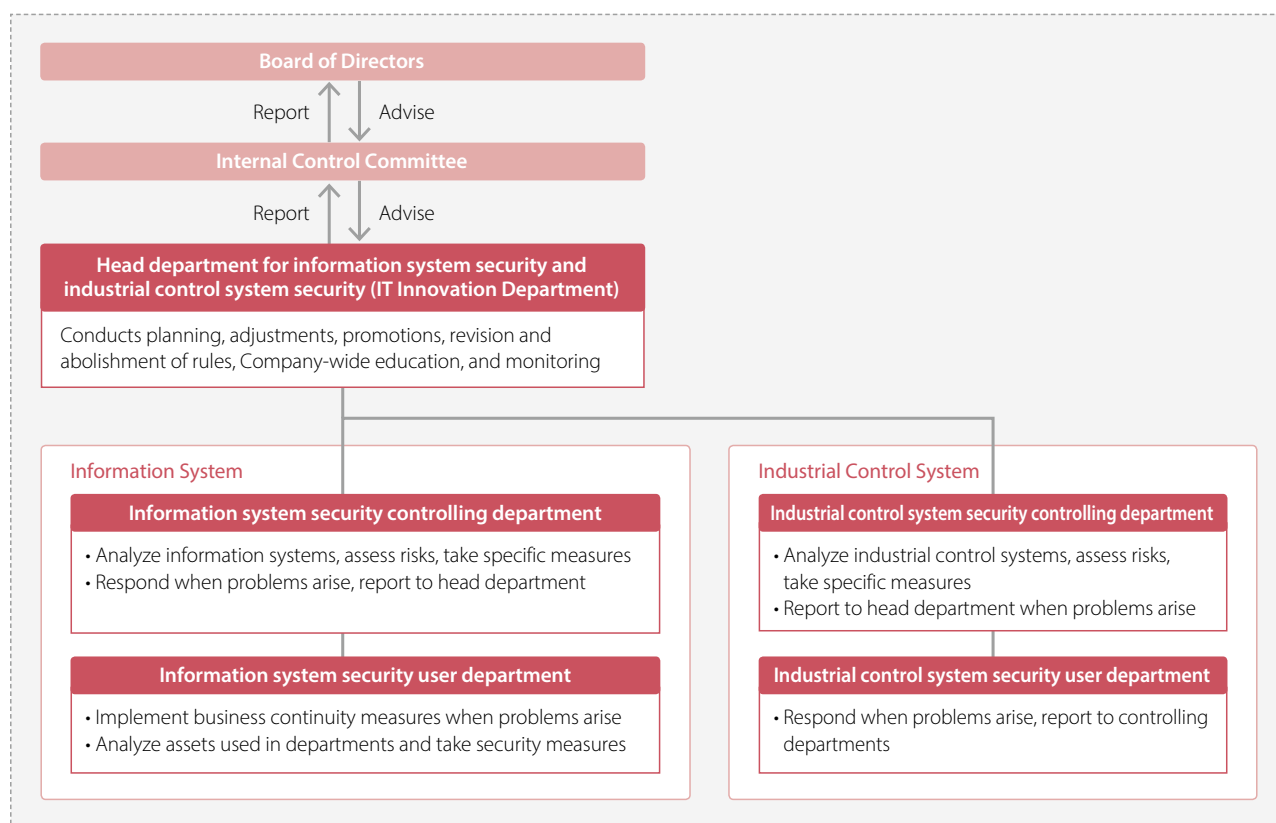 Board of Directors
Report
Advise
Internal Control Committee
Report
Advise
Head department for information system security and
industrial control system security (IT Innovation Department)
Conducts planning, adjustments, promotions, revision and
abolishment of rules, Company-wide education, and monitoring
Information System
Information system security controlling department
• Analyze information systems, assess risks, take specific measures
• Respond when problems arise, report to head department
Information system security user department
• Implement business continuity measures when problems arise
• Analyze assets used in departments and take security measures
Industrial Control System
Industrial control system security controlling department
• Analyze industrial control systems, assess risks,
take specific measures
• Report to head department when problems arise
Industrial control system security user department
• Respond when problems arise, report to controlling
departments